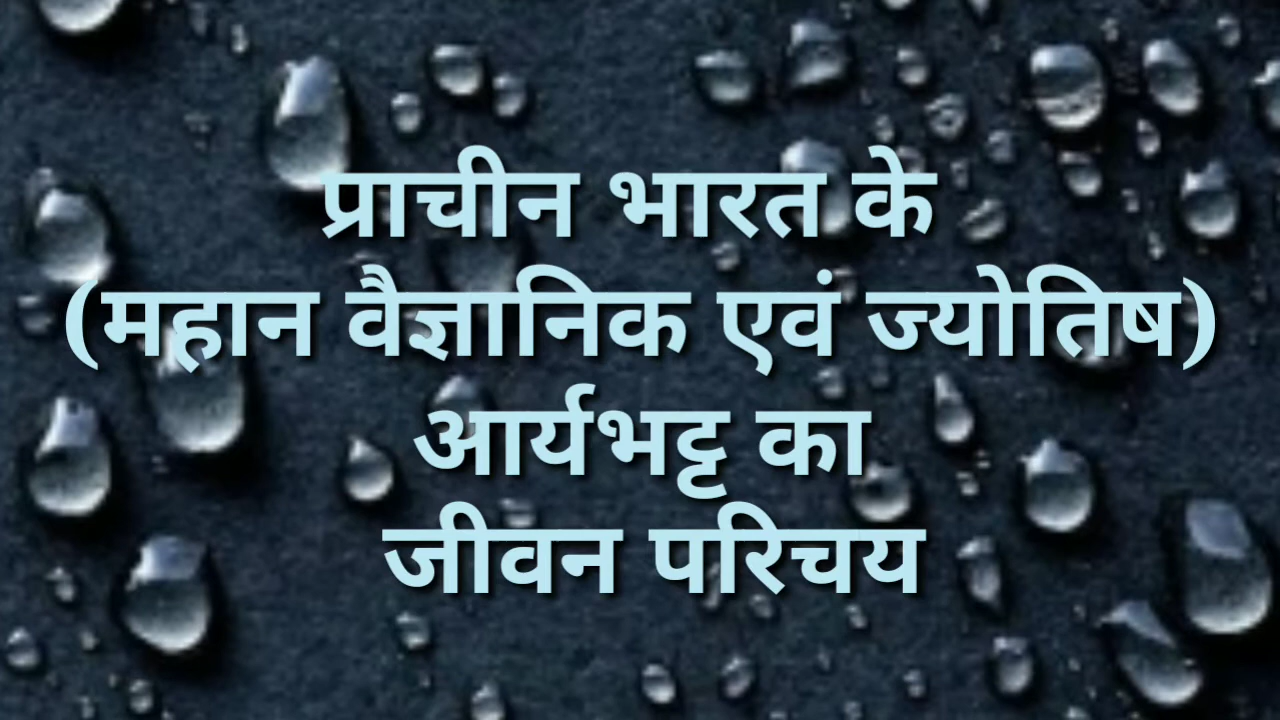 प्राचीन भारत के
(महान वैज्ञानिक एवं ज्योतिष)
आर्यभट्ट का
जीवन परिचय